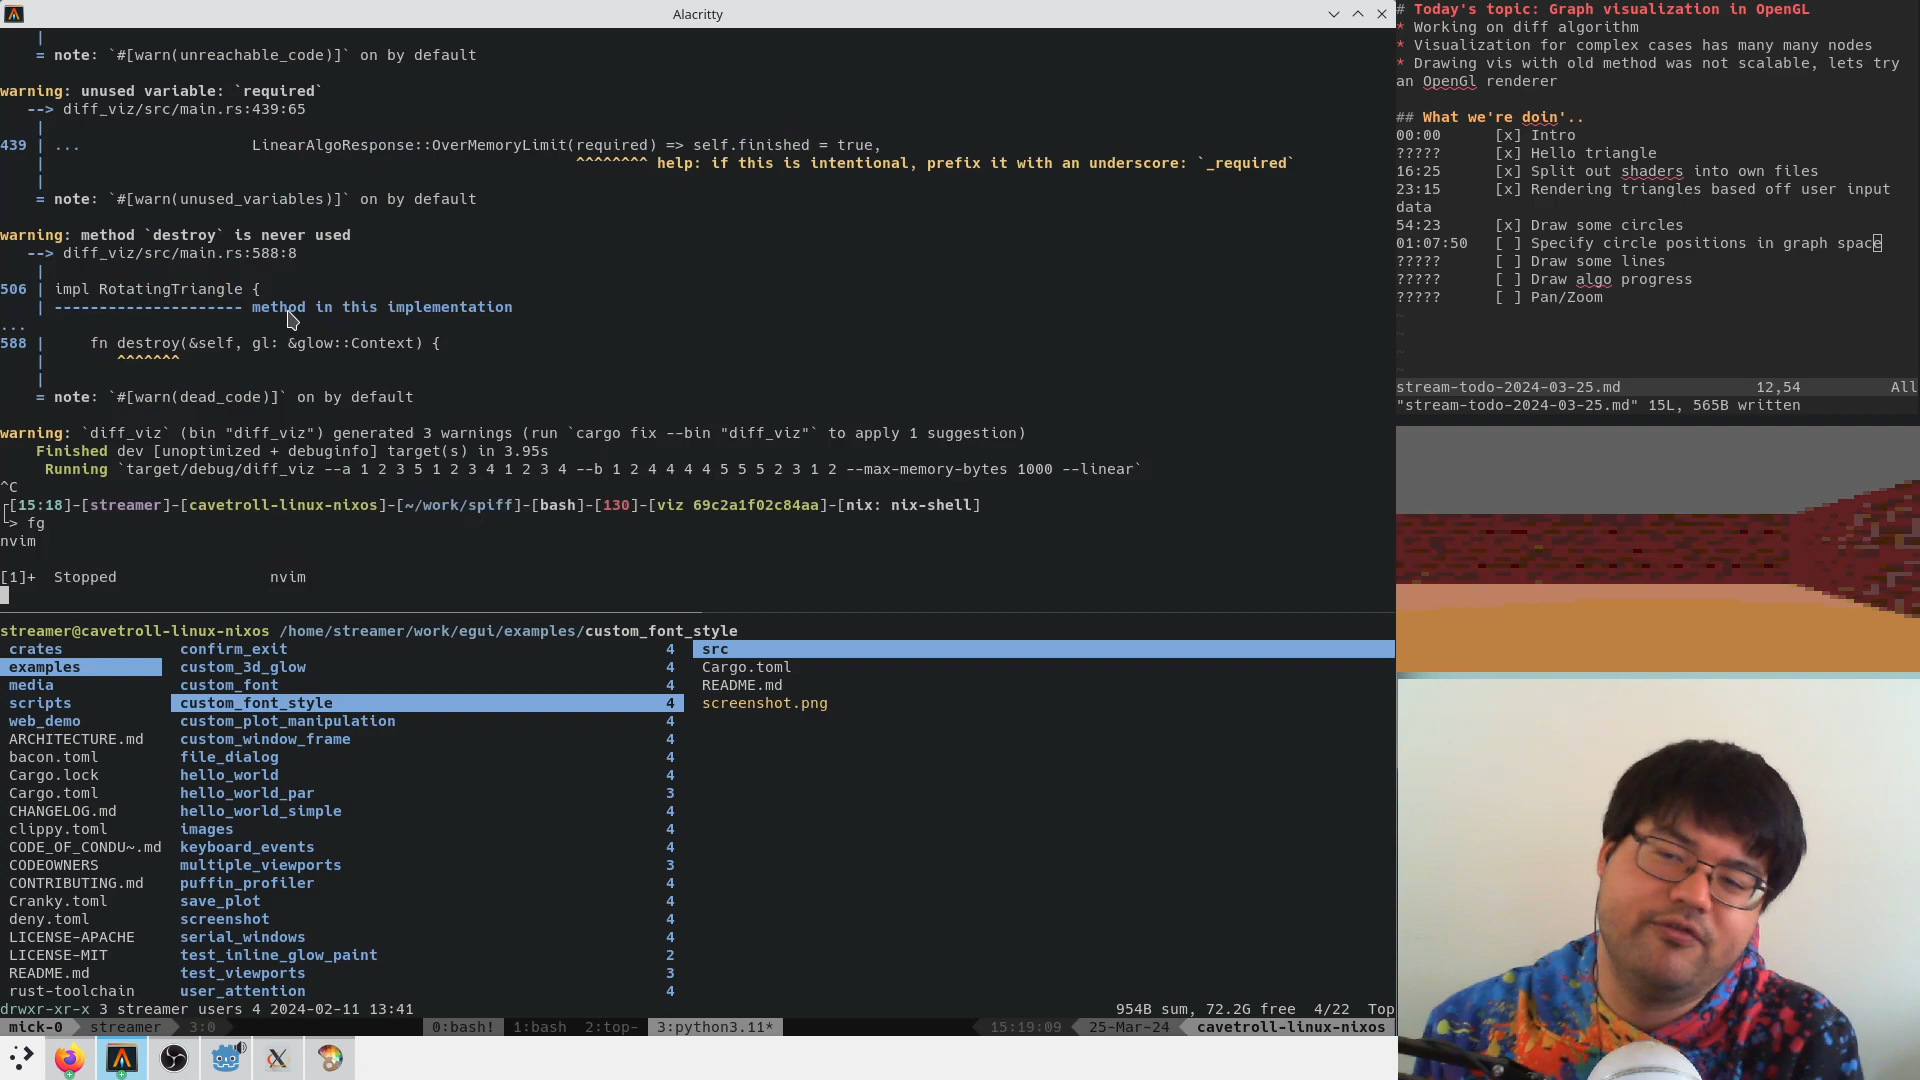 Alacritty
|
= note: `#[warn(unreachable_code)]` on by default
warning: unused variable: `required`
--> diff_viz/src/main.rs:439:65
|
439 | ... LinearAlgoResponse::OverMemoryLimit(required) => self.finished = true,
| ^^^^^^^^ help: if this is intentional, prefix it with an underscore: `_required`
|
= note: `#[warn(unused_variables)]` on by default
warning: method `destroy` is never used
--> diff_viz/src/main.rs:588:8
|
506 | impl RotatingTriangle {
| --------------------- method in this implementation
...
588 | fn destroy(&self, gl: &glow::Context) {
| ^^^^^^^
|
= note: `#[warn(dead_code)]` on by default
warning: `diff_viz` (bin "diff_viz") generated 3 warnings (run `cargo fix --bin "diff_viz"` to apply 1 suggestion)
Finished dev [unoptimized + debuginfo] target(s) in 3.95s
Running `target/debug/diff_viz --a 1 2 3 5 1 2 3 4 1 2 3 4 --b 1 2 4 4 4 4 5 5 5 2 3 1 2 --max-memory-bytes 1000 --linear`
^C
┌[15:18]-[streamer]-[cavetroll-linux-nixos]-[~/work/spiff]-[bash]-[130]-[viz 69c2a1f02c84aa]-[nix: nix-shell]
└> fg
nvim
[1]+ Stopped nvim
streamer@cavetroll-linux-nixos /home/streamer/work/egui/examples/custom_font_style
crates confirm_exit 4 src
examples custom_3d_glow 4 Cargo.toml
media custom_font 4 README.md
scripts custom_font_style 4 screenshot.png
web_demo custom_plot_manipulation 4
ARCHITECTURE.md custom_window_frame 4
bacon.toml file_dialog 4
Cargo.lock hello_world 4
Cargo.toml hello_world_par 3
CHANGELOG.md hello_world_simple 4
clippy.toml images 4
CODE_OF_CONDU~.md keyboard_events 4
CODEOWNERS multiple_viewports 3
CONTRIBUTING.md puffin_profiler 4
Cranky.toml save_plot 4
deny.toml screenshot 4
LICENSE-APACHE serial_windows 4
LICENSE-MIT test_inline_glow_paint 2
README.md test_viewports 3
rust-toolchain user_attention 4
drwxr-xr-x 3 streamer users 4 2024-02-11 13:41 954B sum, 72.2G free 4/22 Top
mick-0 streamer 3:0 0:bash! 1:bash 2:top- 3:python3.11* 15:19:09 25-Mar-24 cavetroll-linux-nixos
# Today's topic: Graph visualization in OpenGL
* Working on diff algorithm
* Visualization for complex cases has many many nodes
* Drawing vis with old method was not scalable, lets try
an OpenGl renderer
## What we're doin'..
00:00 [x] Intro
????? [x] Hello triangle
16:25 [x] Split out shaders into own files
23:15 [x] Rendering triangles based off user input
data
54:23 [x] Draw some circles
01:07:50 [ ] Specify circle positions in graph space
????? [ ] Draw some lines
????? [ ] Draw algo progress
????? [ ] Pan/Zoom
~
~
~
~
stream-todo-2024-03-25.md 12,54 All
"stream-todo-2024-03-25.md" 15L, 565B written